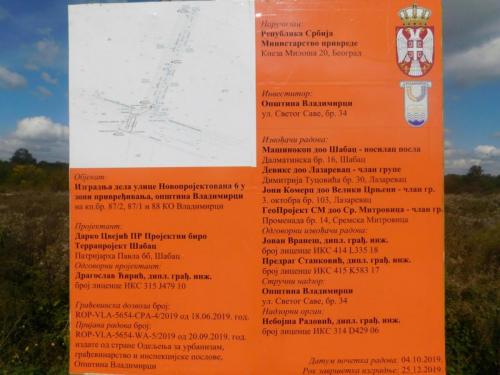 Објекат:
Изградња дела улице Новопројектована 6 у
зони привређивања, општина Владимирци
на кп.бр. 87/2, 87/1 и 88 КО Владимирци
Пројектант:
Дарко Цвејић ПР Пројектни биро
Терранпројект Шабац
Патријарха Павла бб, Шабац
Одговорни пројектант:
Драгослав Ћирић, дипл. грађ. инж.
број лиценце ИКС 315 J479 10
Грађевинска дозвола број:
ROP-VLA-5654-CPA-4/2019 од 18.06.2019. год.
Пријава радова број:
ROP-VLA-5654-WA-5/2019 од 20.09.2019. год.
издате од стране Одељења за урбанизам,
грађевинарство и инспекцијске послове,
Општина Владимирци
Наручилац:
Република Србија
Министарство привреде
Кнеза Милоша 20, Београд
Инвеститор:
Општина Владимирци
ул. Светог Саве, бр. 34
Извођачи радова:
Машинокоп доо Шабац - носилац посла
Далматинска бр. 16, Шабац
Девикс доо Лазаревац - члан групе
Димитрија Туцовића бр. 30, Лазаревац
Јони Комерц доо Велики Црљени - члан гр.
3. октобра бр. 103, Лазаревац
ГеоПројект СМ доо Ср. Митровица - члан гр.
Променада бр. 14, Сремска Митровица
Одговорни извођачи радова:
Јован Вранеш, дипл. грађ. инж.
број лиценце ИКС 414 L335 18
Предраг Станковић, дипл. грађ. инж.
број лиценце ИКС 415 K583 17
Стручни надзор:
Општина Владимирци
ул. Светог Саве, бр. 34
Надзорни орган:
Небојша Радовић, дипл. грађ. инж.
број лиценце ИКС 314 D429 06
Датум почетка радова: 04.10.2019.
Рок завршетка изградње: 25.12.2019.